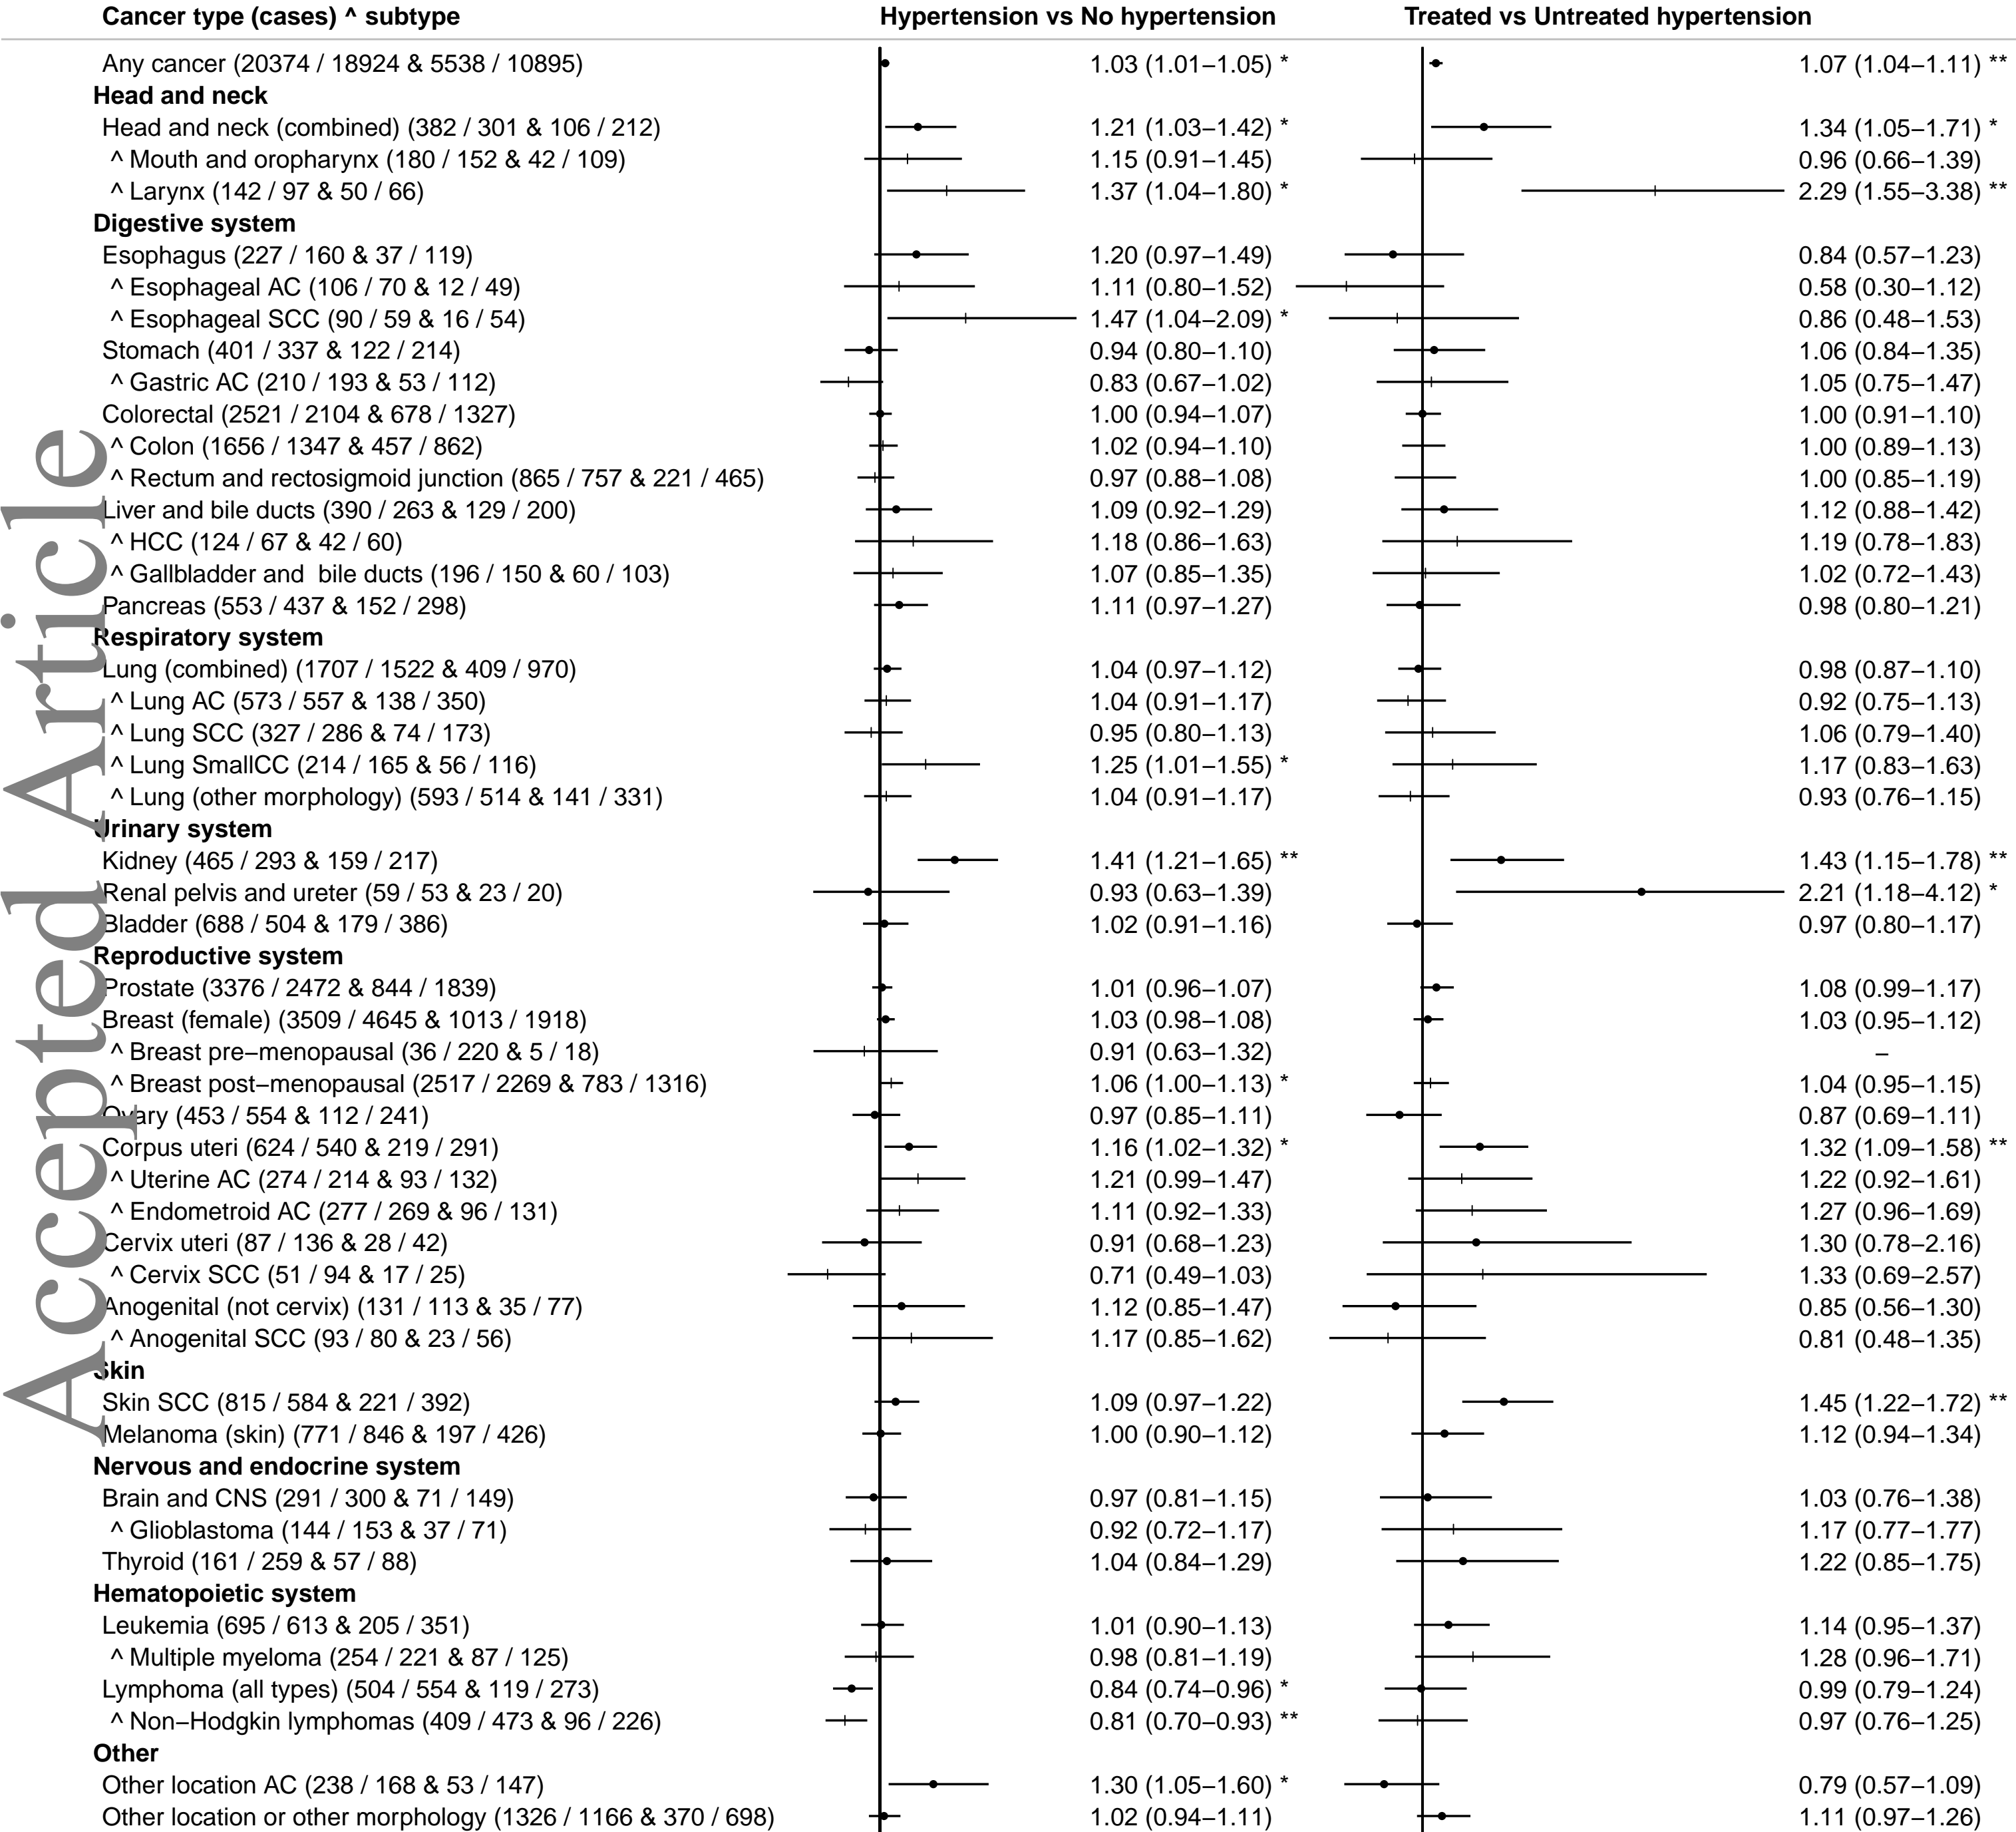 Cancer type (cases) ^ subtype Hypertension vs No hypertension Treated vs Untreated hypertension
Any cancer (20374 / 18924 & 5538 / 10895) 1.03 (1.01−1.05) * 1.07 (1.04−1.11) **
Head and neck
Head and neck (combined) (382 / 301 & 106 / 212) 1.21 (1.03−1.42) * 1.34 (1.05−1.71) *
^ Mouth and oropharynx (180 / 152 & 42 / 109) 1.15 (0.91−1.45) 0.96 (0.66−1.39)
^ Larynx (142 / 97 & 50 / 66) 1.37 (1.04−1.80) * 2.29 (1.55−3.38) **
Digestive system
Esophagus (227 / 160 & 37 / 119) 1.20 (0.97−1.49) 0.84 (0.57−1.23)
^ Esophageal AC (106 / 70 & 12 / 49) 1.11 (0.80−1.52) 0.58 (0.30−1.12)
^ Esophageal SCC (90 / 59 & 16 / 54) 1.47 (1.04−2.09) * 0.86 (0.48−1.53)
Stomach (401 / 337 & 122 / 214) 0.94 (0.80−1.10) 1.06 (0.84−1.35)
^ Gastric AC (210 / 193 & 53 / 112) 0.83 (0.67−1.02) 1.05 (0.75−1.47)
Colorectal (2521 / 2104 & 678 / 1327) 1.00 (0.94−1.07) 1.00 (0.91−1.10)
^ Colon (1656 / 1347 & 457 / 862) 1.02 (0.94−1.10) 1.00 (0.89−1.13)
^ Rectum and rectosigmoid junction (865 / 757 & 221 / 465) 0.97 (0.88−1.08) 1.00 (0.85−1.19)
Liver and bile ducts (390 / 263 & 129 / 200) 1.09 (0.92−1.29) 1.12 (0.88−1.42)
^ HCC (124 / 67 & 42 / 60) 1.18 (0.86−1.63) 1.19 (0.78−1.83)
^ Gallbladder and bile ducts (196 / 150 & 60 / 103) 1.07 (0.85−1.35) 1.02 (0.72−1.43)
Pancreas (553 / 437 & 152 / 298) 1.11 (0.97−1.27) 0.98 (0.80−1.21)
Respiratory system
Lung (combined) (1707 / 1522 & 409 / 970) 1.04 (0.97−1.12) 0.98 (0.87−1.10)
^ Lung AC (573 / 557 & 138 / 350) 1.04 (0.91−1.17) 0.92 (0.75−1.13)
^ Lung SCC (327 / 286 & 74 / 173) 0.95 (0.80−1.13) 1.06 (0.79−1.40)
^ Lung SmallCC (214 / 165 & 56 / 116) 1.25 (1.01−1.55) * 1.17 (0.83−1.63)
^ Lung (other morphology) (593 / 514 & 141 / 331) 1.04 (0.91−1.17) 0.93 (0.76−1.15)
Urinary system
Kidney (465 / 293 & 159 / 217) 1.41 (1.21−1.65) ** 1.43 (1.15−1.78) **
Renal pelvis and ureter (59 / 53 & 23 / 20) 0.93 (0.63−1.39) 2.21 (1.18−4.12) *
Bladder (688 / 504 & 179 / 386) 1.02 (0.91−1.16) 0.97 (0.80−1.17)
Reproductive system
Prostate (3376 / 2472 & 844 / 1839) 1.01 (0.96−1.07) 1.08 (0.99−1.17)
Breast (female) (3509 / 4645 & 1013 / 1918) 1.03 (0.98−1.08) 1.03 (0.95−1.12)
^ Breast pre−menopausal (36 / 220 & 5 / 18) 0.91 (0.63−1.32) −
^ Breast post−menopausal (2517 / 2269 & 783 / 1316) 1.06 (1.00−1.13) * 1.04 (0.95−1.15)
Ovary (453 / 554 & 112 / 241) 0.97 (0.85−1.11) 0.87 (0.69−1.11)
Corpus uteri (624 / 540 & 219 / 291) 1.16 (1.02−1.32) * 1.32 (1.09−1.58) **
^ Uterine AC (274 / 214 & 93 / 132) 1.21 (0.99−1.47) 1.22 (0.92−1.61)
^ Endometroid AC (277 / 269 & 96 / 131) 1.11 (0.92−1.33) 1.27 (0.96−1.69)
Cervix uteri (87 / 136 & 28 / 42) 0.91 (0.68−1.23) 1.30 (0.78−2.16)
^ Cervix SCC (51 / 94 & 17 / 25) 0.71 (0.49−1.03) 1.33 (0.69−2.57)
Anogenital (not cervix) (131 / 113 & 35 / 77) 1.12 (0.85−1.47) 0.85 (0.56−1.30)
^ Anogenital SCC (93 / 80 & 23 / 56) 1.17 (0.85−1.62) 0.81 (0.48−1.35)
Skin
Skin SCC (815 / 584 & 221 / 392) 1.09 (0.97−1.22) 1.45 (1.22−1.72) **
Melanoma (skin) (771 / 846 & 197 / 426) 1.00 (0.90−1.12) 1.12 (0.94−1.34)
Nervous and endocrine system
Brain and CNS (291 / 300 & 71 / 149) 0.97 (0.81−1.15) 1.03 (0.76−1.38)
^ Glioblastoma (144 / 153 & 37 / 71) 0.92 (0.72−1.17) 1.17 (0.77−1.77)
Thyroid (161 / 259 & 57 / 88) 1.04 (0.84−1.29) 1.22 (0.85−1.75)
Hematopoietic system
Leukemia (695 / 613 & 205 / 351) 1.01 (0.90−1.13) 1.14 (0.95−1.37)
^ Multiple myeloma (254 / 221 & 87 / 125) 0.98 (0.81−1.19) 1.28 (0.96−1.71)
Lymphoma (all types) (504 / 554 & 119 / 273) 0.84 (0.74−0.96) * 0.99 (0.79−1.24)
^ Non−Hodgkin lymphomas (409 / 473 & 96 / 226) 0.81 (0.70−0.93) ** 0.97 (0.76−1.25)
Other
Other location AC (238 / 168 & 53 / 147) 1.30 (1.05−1.60) * 0.79 (0.57−1.09)
Other location or other morphology (1326 / 1166 & 370 / 698) 1.02 (0.94−1.11) 1.11 (0.97−1.26)
Accepted Article